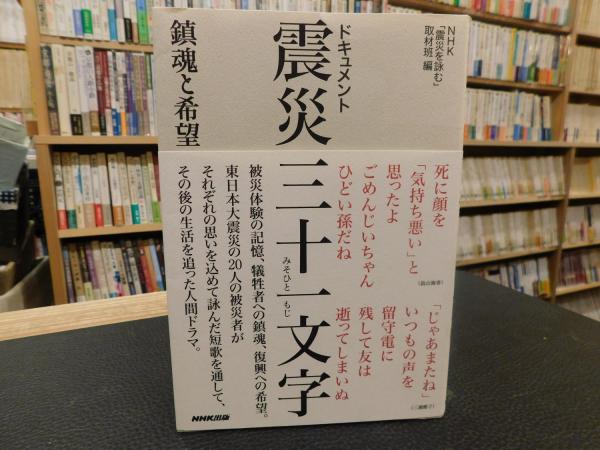 NHK
「震災を詠む」
取材班 編
ドキュメント
震災三十一文字
みそひともじ
鎮魂と希望
死に顔を
「気持ち悪い」と
思ったよ
ごめんじいちゃん
ひどい孫だね
「じゃあまたね」
いつもの声を
留守電に
残して友は
逝ってしまいぬ
被災体験の記憶、犠牲者への鎮魂、復興への希望。
東日本大震災の20人の被災者が
それぞれの思いを込めて詠んだ短歌を通して、
その後の生活を追った人間ドラマ。
NHK出版